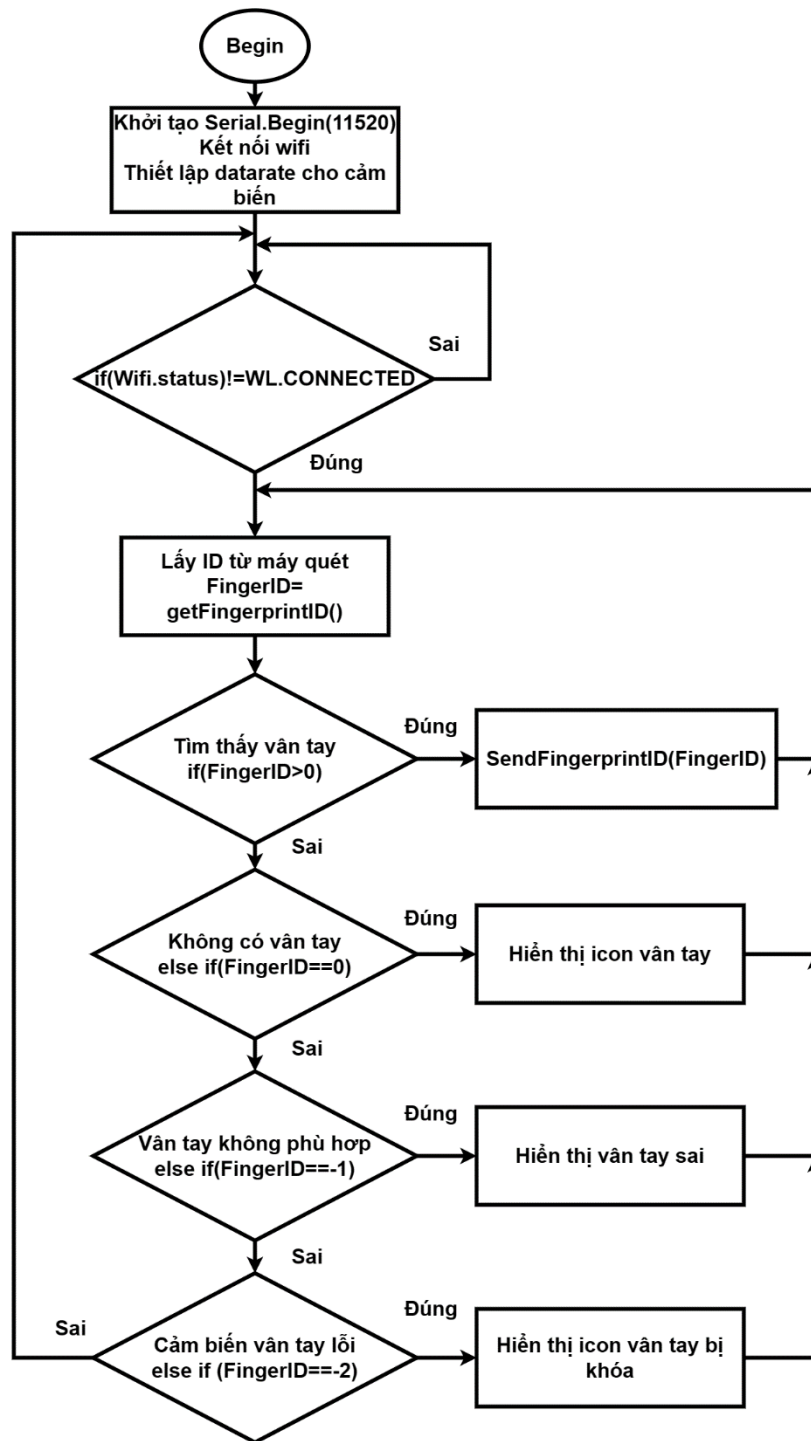 Begin
Khởi tạo Serial.Begin(11520)
Kết nối wifi
Thiết lập datarate cho cảm
biến
Sai
if(Wifi.status)!=WL.CONNECTED
Đúng
Lấy ID từ máy quét
FingerID=
getFingerprintID()
Tìm thấy vân tay
if(FingerID>0)
Đúng
SendFingerprintID(FingerID)
Sai
Không có vân tay
else if(FingerID==0)
Đúng
Hiển thị icon vân tay
Sai
Vân tay không phù hơp
else if(FingerID==-1)
Đúng
Hiển thị vân tay sai
Sai
Cảm biến vân tay lỗi
else if (FingerID==-2)
Đúng
Hiển thị icon vân tay bị
khóa
Sai